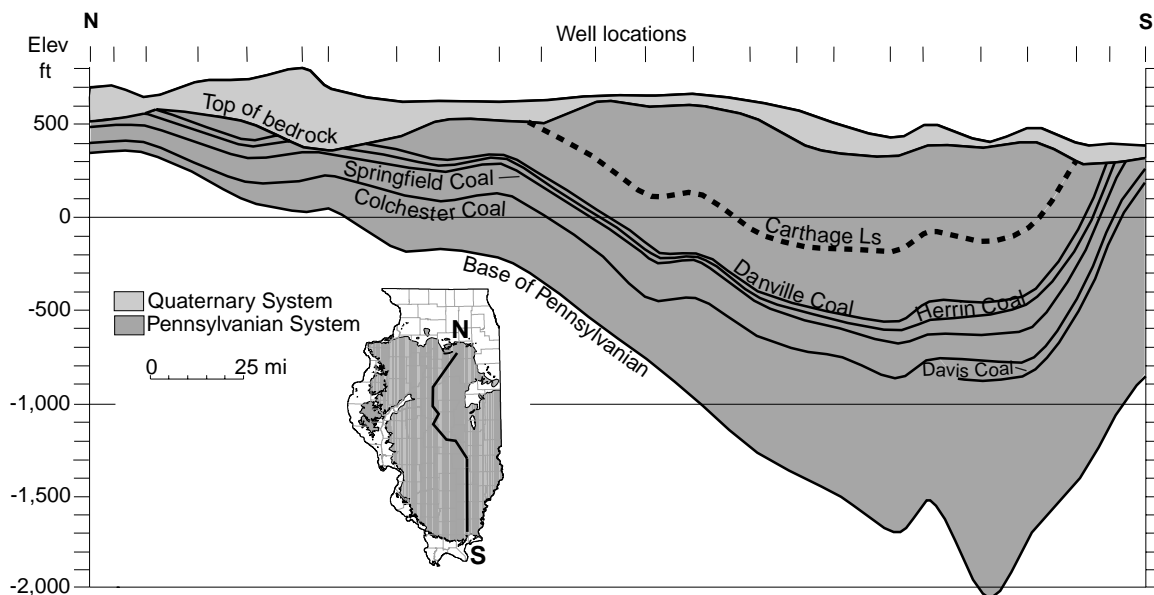 N
S
Well locations
Elev
ft
500
0
-500
-1,000
-1,500
-2,000
Top of bedrock
Springfield Coal
Colchester Coal
Carthage Ls
Danville Coal
Herrin Coal
Davis Coal
Base of Pennsylvanian
Quaternary System
Pennsylvanian System
0 25 mi
N
S